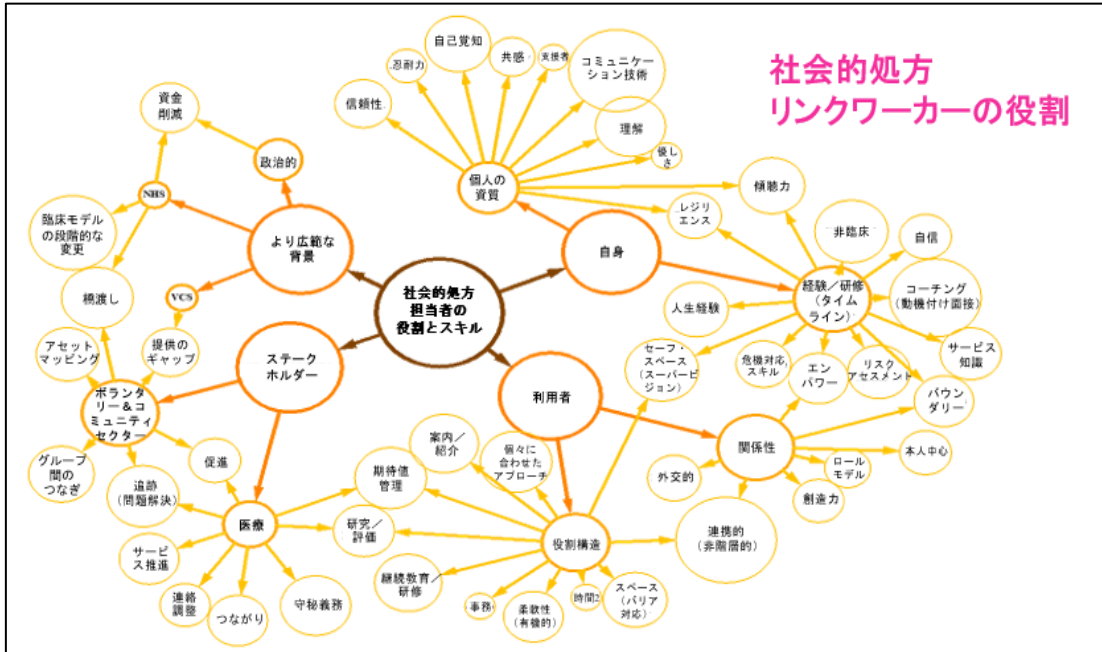 社会的処方
リンクワーカーの役割
自己覚知
共感
支援者
コミュニケー
ション技術
忍耐力
信頼性
理解
優し
さ
個人の
資質
傾聴力
レジリ
エンス
資金
削減
政治的
NHS
臨床モデル
の段階的な
変更
橋渡し
より広範な
背景
VCS
自身
非臨床
自信
経験／研修
(タイム
ライン)
コーチング
(動機付け面接)
人生経験
社会的処方
担当者の
役割とスキル
アセット
マッピング
提供の
ギャップ
ステーク
ホルダー
セーフ・
スペース
(スーパービ
ジョン)
危機対応
スキル
エン
パワー
リスク
アセスメント
サービス
知識
利用者
バウン
ダリー
ボランタ
リー＆コ
ミュニティ
セクター
グループ
間の
つなぎ
追跡
(問題解決)
促進
案内／
紹介
個々に
合わせた
アプローチ
期待値
管理
関係性
外交的
ロール
モデル
本人中心
創造力
医療
研究／
評価
役割構造
連携的
(非階層的)
サービ
ス推進
連絡
調整
つながり
守秘義務
継続教育／
研修
事務
柔軟性
(有機的)
時間2
スペース
(バリア
対応)